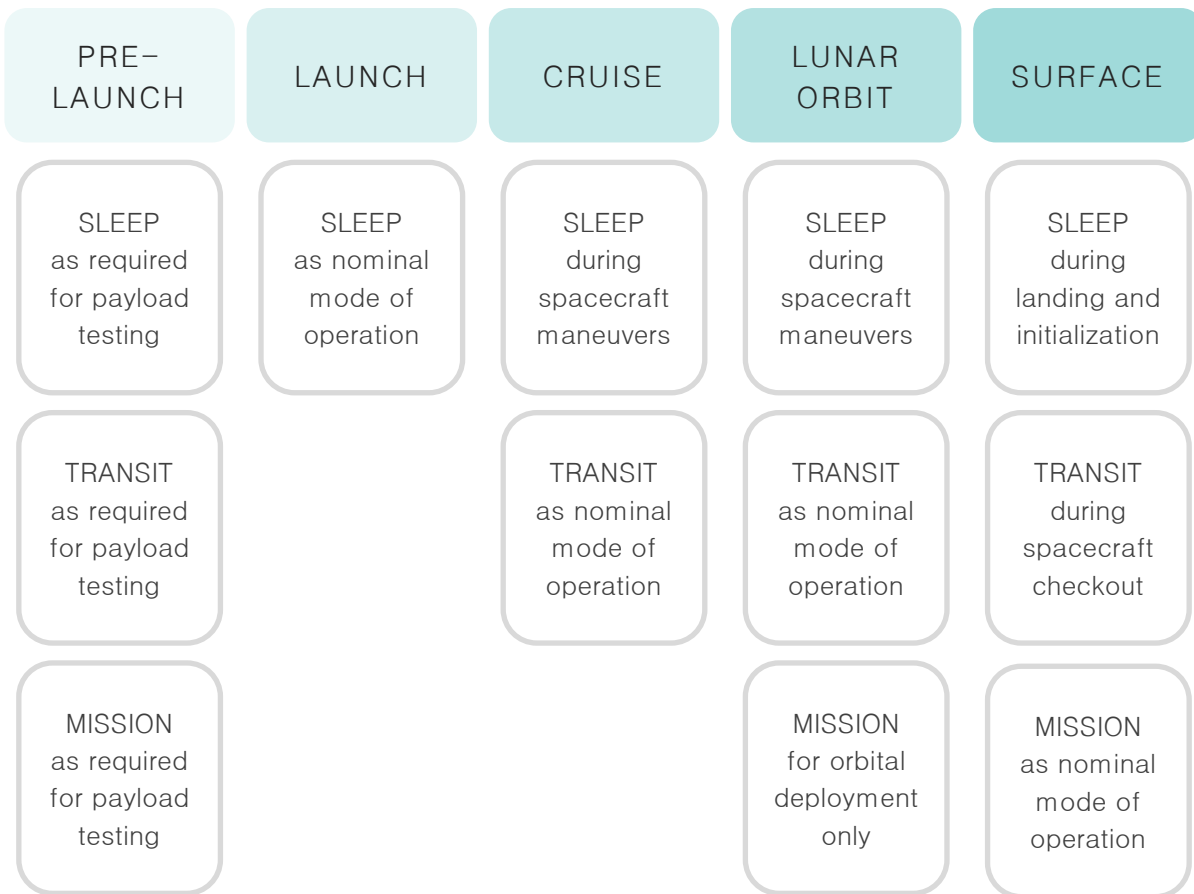 PRE-
LAUNCH
LAUNCH
CRUISE
LUNAR
ORBIT
SURFACE
SLEEP
as required
for payload
testing
SLEEP
as nominal
mode of
operation
SLEEP
during
spacecraft
maneuvers
SLEEP
during
spacecraft
maneuvers
SLEEP
during
landing and
initialization
TRANSIT
as required
for payload
testing
TRANSIT
as nominal
mode of
operation
TRANSIT
as nominal
mode of
operation
TRANSIT
during
spacecraft
checkout
MISSION
as required
for payload
testing
MISSION
for orbital
deployment
only
MISSION
as nominal
mode of
operation